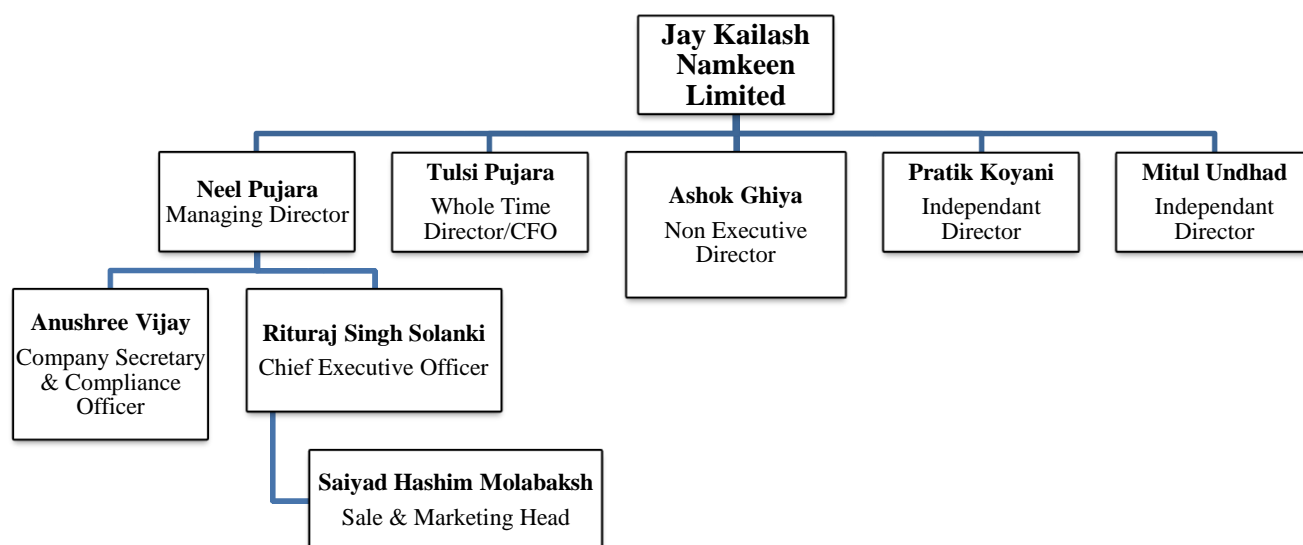 Jay Kailash
Namkeen
Limited
Neel Pujara
Managing Director
Tulsi Pujara
Whole Time
Director/CFO
Ashok Ghiya
Non Executive
Director
Pratik Koyani
Independant
Director
Mitul Undhad
Independant
Director
Anushree Vijay
Company Secretary
& Compliance
Officer
Rituraj Singh Solanki
Chief Executive Officer
Saiyad Hashim Molabaksh
Sale & Marketing Head